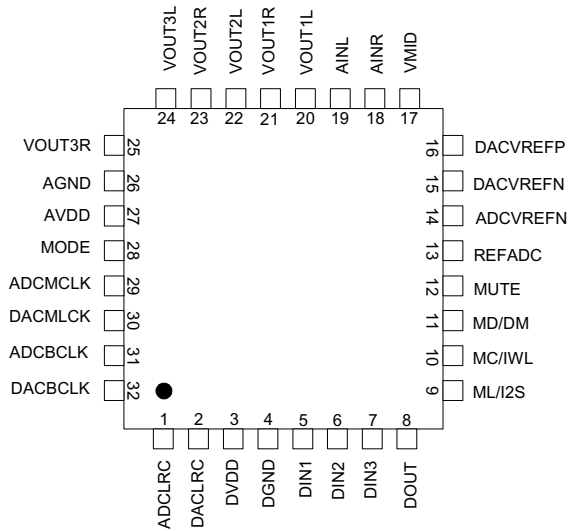 VOUT3L
VOUT2R
VOUT2L
VOUT1R
VOUT1L
AINL
AINR
VMID
24 23 22 21 20 19 18 17
VOUT3R 25 16 DACVREFP
AGND 26 15 DACVREFN
AVDD 27 14 ADCVREFN
MODE 28 13 REFADC
ADCMCLK 29 12 MUTE
DACMLCK 30 11 MD/DM
ADCBCLK 31 10 MC/IWL
DACBCLK 32 9 ML/I2S
1 2 3 4 5 6 7 8
ADCLRC
DACLRC
DVDD
DGND
DIN1
DIN2
DIN3
DOUT